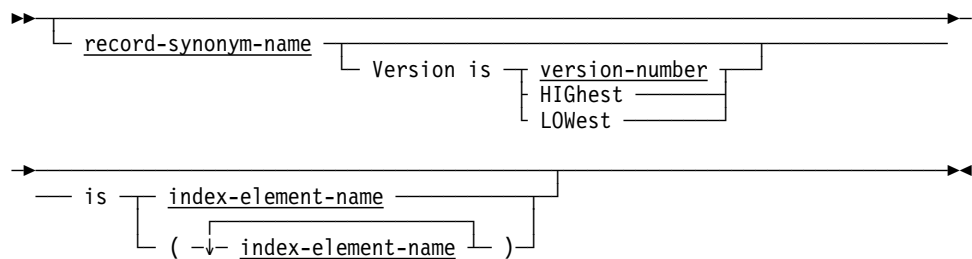 record-synonym-name
Version is version-number
HIGhest
LOWest
is index-element-name
( index-element-name )